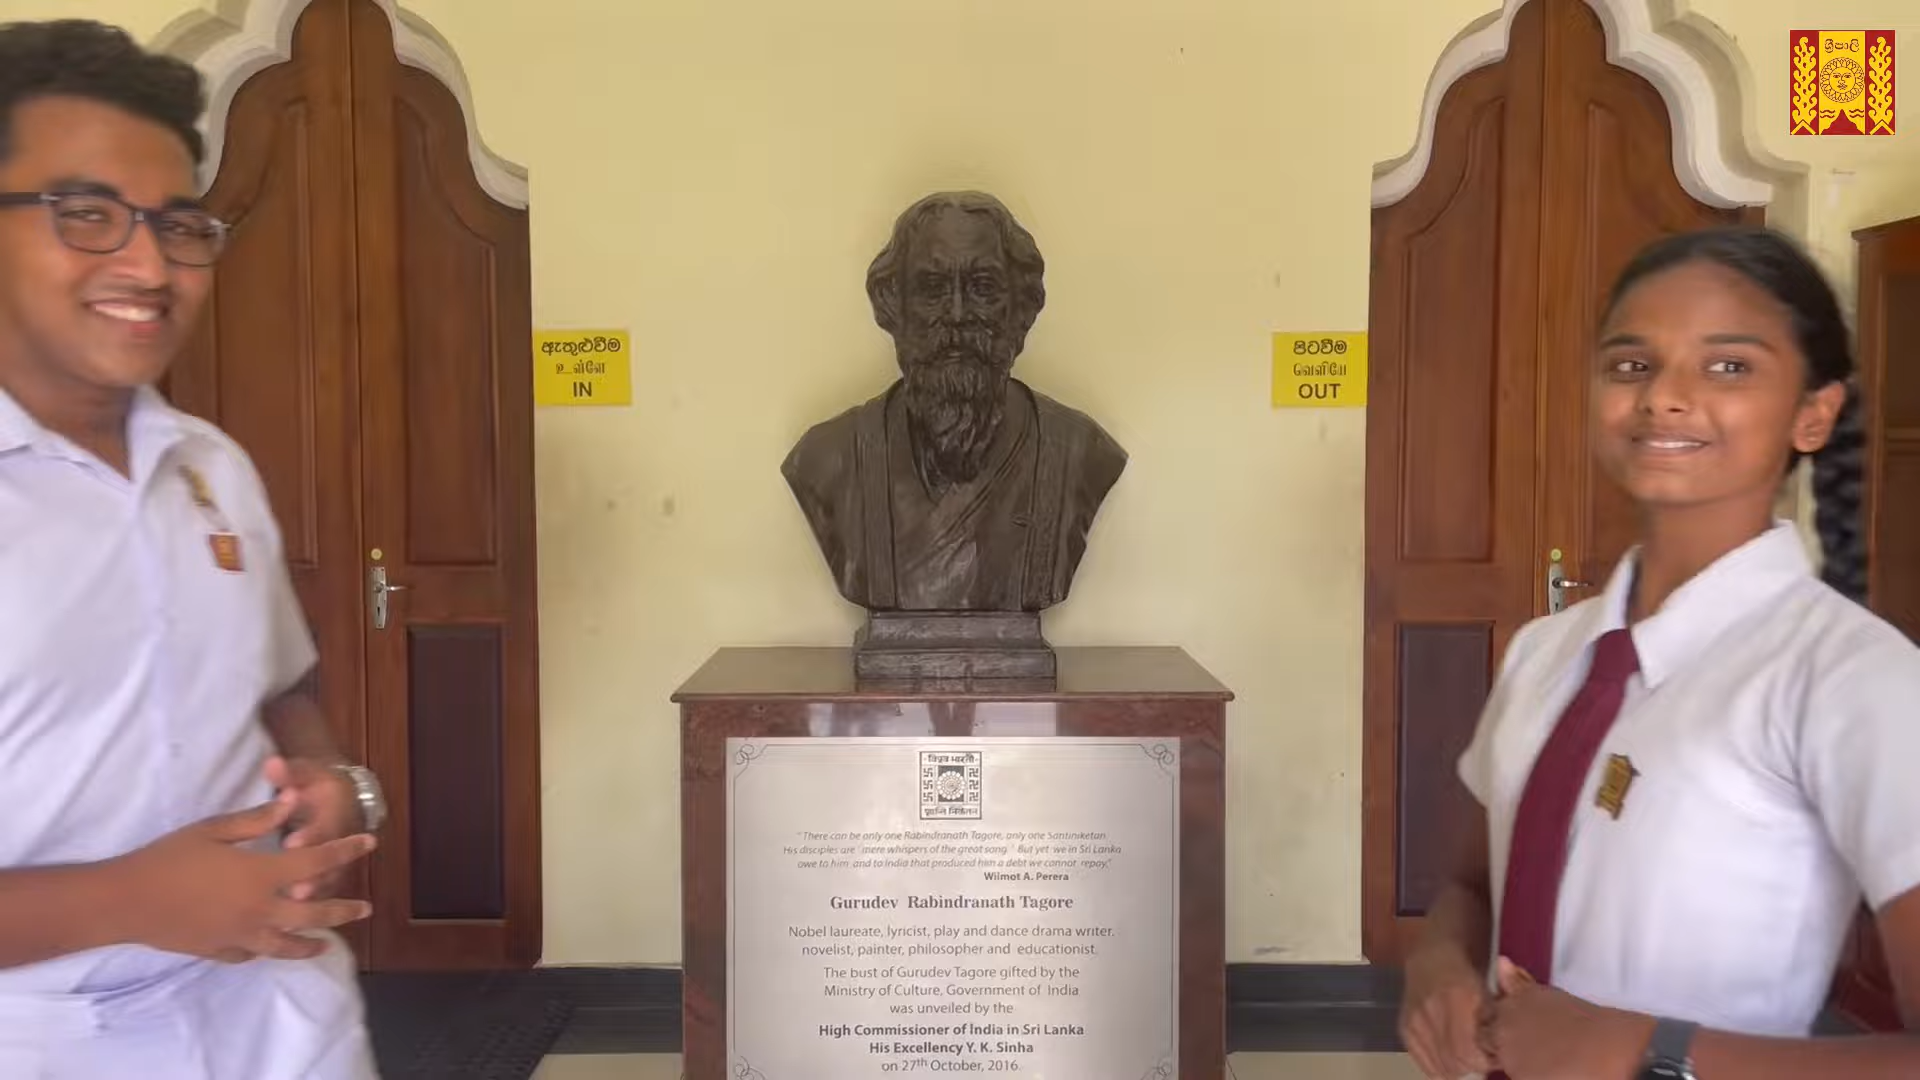 ශ්‍රීපාලි
ඇතුළුවීම
உள்ளே
IN
පිටවීම
வெளியே
OUT
विश्व भारती
शान्ति निकेतन
"There can be only one Rabindranath Tagore, only one Santiniketan.
His disciples are 'mere whispers of the great song.' But yet we in Sri Lanka
owe to him and to India that produced him a debt we cannot repay."
Wilmot A. Perera
Gurudev Rabindranath Tagore
Nobel laureate, lyricist, play and dance drama writer,
novelist, painter, philosopher and educationist.
The bust of Gurudev Tagore gifted by the
Ministry of Culture, Government of India
was unveiled by the
High Commissioner of India in Sri Lanka
His Excellency Y. K. Sinha
on 27th October, 2016.